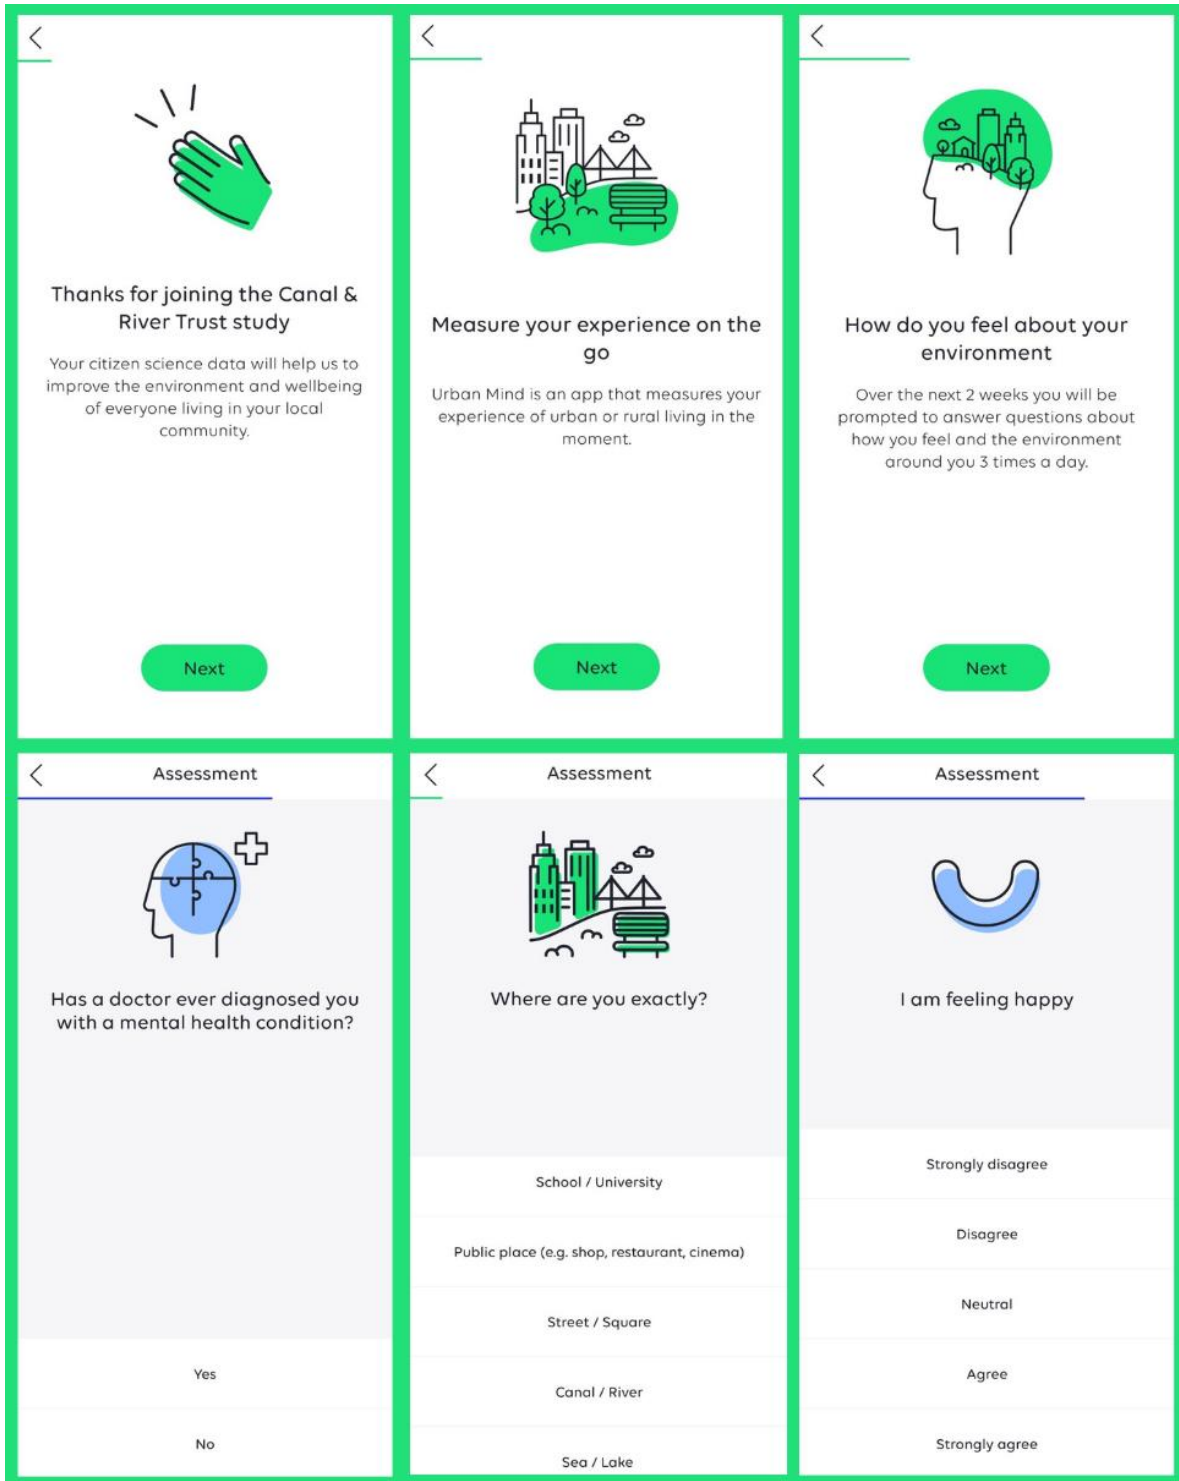 Thanks for joining the Canal &
River Trust study
Your citizen science data will help us to
improve the environment and wellbeing
of everyone living in your local
community.
Next
Measure your experience on the
go
Urban Mind is an app that measures your
experience of urban or rural living in the
moment.
Next
How do you feel about your
environment
Over the next 2 weeks you will be
prompted to answer questions about
how you feel and the environment
around you 3 times a day.
Next
Assessment
Has a doctor ever diagnosed you
with a mental health condition?
Yes
No
Assessment
Where are you exactly?
School / University
Public place (e.g. shop, restaurant, cinema)
Street / Square
Canal / River
Sea / Lake
Assessment
I am feeling happy
Strongly disagree
Disagree
Neutral
Agree
Strongly agree